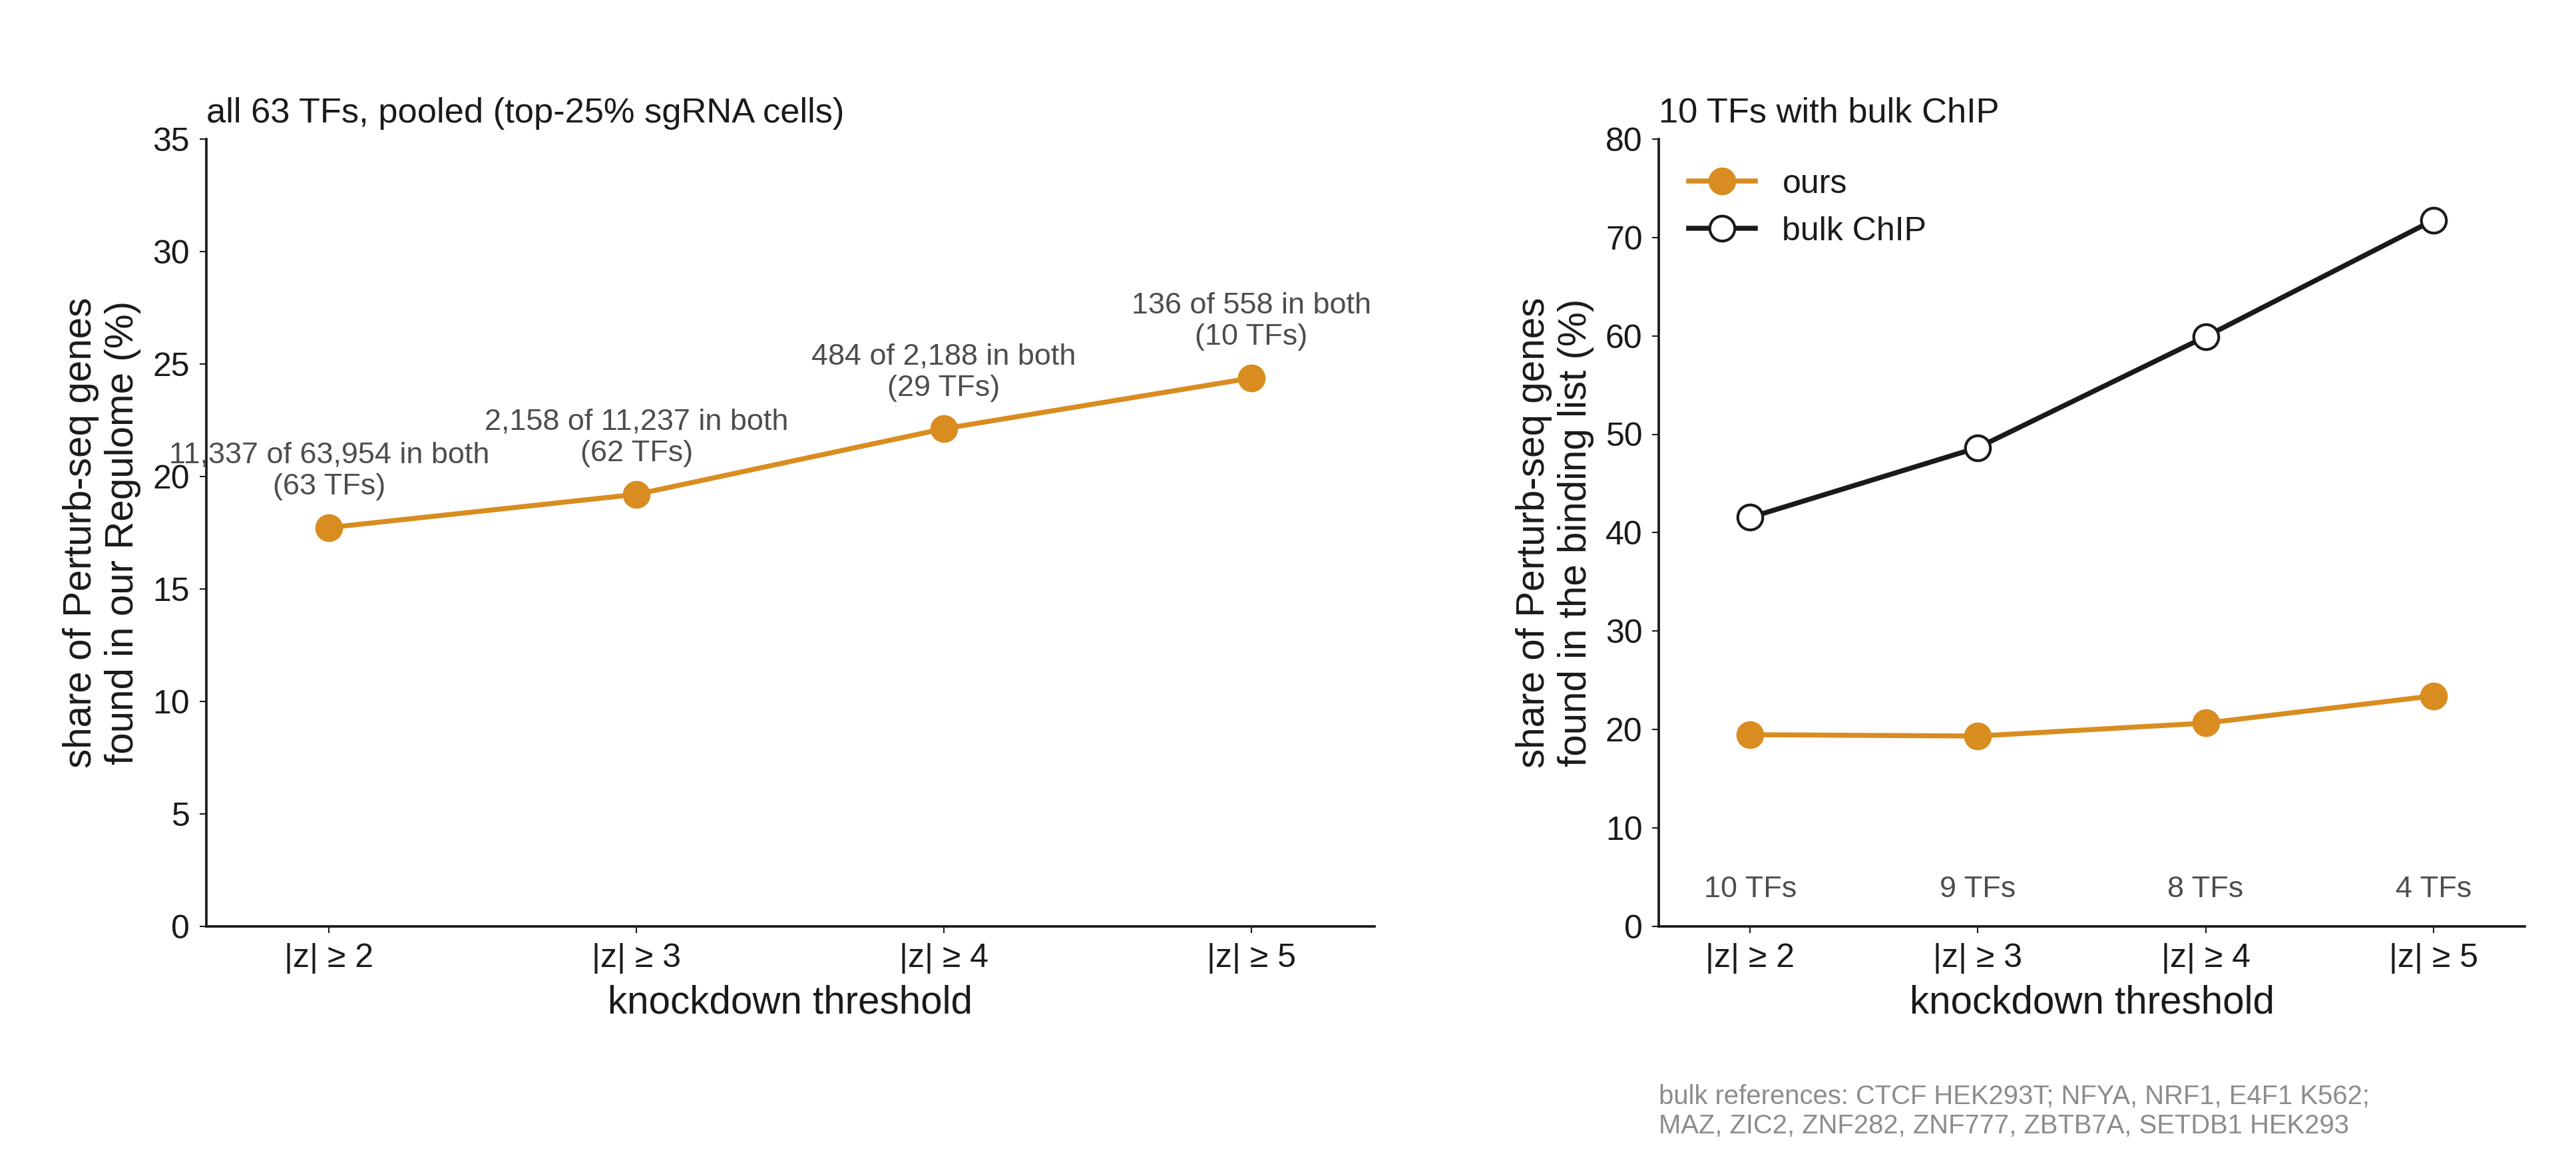 all 63 TFs, pooled (top-25% sgRNA cells)
share of Perturb-seq genes
found in our Regulome (%)
35
30
25
20
15
10
5
0
11,337 of 63,954 in both
(63 TFs)
2,158 of 11,237 in both
(62 TFs)
484 of 2,188 in both
(29 TFs)
136 of 558 in both
(10 TFs)
|z| ≥ 2
|z| ≥ 3
|z| ≥ 4
|z| ≥ 5
knockdown threshold
10 TFs with bulk ChIP
share of Perturb-seq genes
found in the binding list (%)
80
70
60
50
40
30
20
10
0
ours
bulk ChIP
10 TFs
9 TFs
8 TFs
4 TFs
|z| ≥ 2
|z| ≥ 3
|z| ≥ 4
|z| ≥ 5
knockdown threshold
bulk references: CTCF HEK293T; NFYA, NRF1, E4F1 K562;
MAZ, ZIC2, ZNF282, ZNF777, ZBTB7A, SETDB1 HEK293